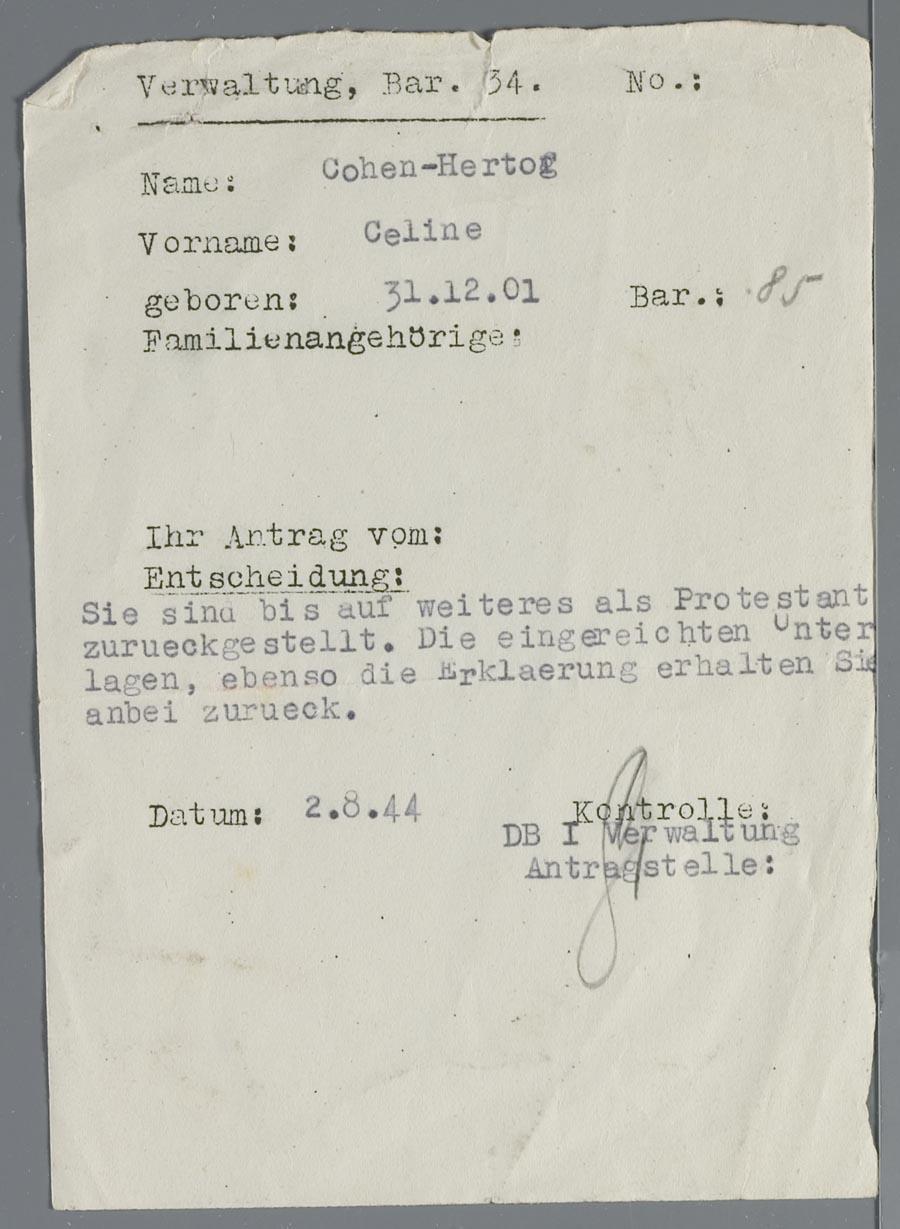 Verwaltung, Bar. 34. No.:
Name: Cohen-Hertog
Vorname: Celine
geboren: 31.12.01 Bar.: 85
Familienangehörige:
Ihr Antrag vom:
Entscheidung:
Sie sind bis auf weiteres als Protestant
zurueckgestellt. Die eingereichten Unter
lagen, ebenso die Erklaerung erhalten Sie
anbei zurueck.
Datum: 2.8.44 Kontrolle:
DB I Verwaltung
Antragstelle: